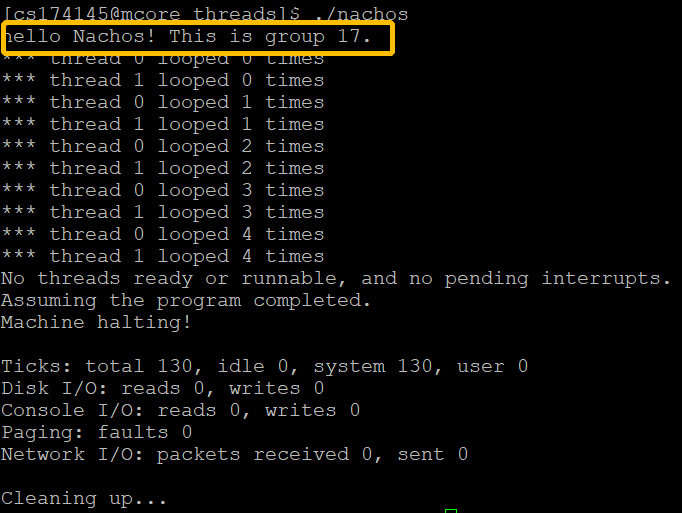 [cs174145@mcore threads]$ ./nachos
hello Nachos! This is group 17.
*** thread 0 looped 0 times
*** thread 1 looped 0 times
*** thread 0 looped 1 times
*** thread 1 looped 1 times
*** thread 0 looped 2 times
*** thread 1 looped 2 times
*** thread 0 looped 3 times
*** thread 1 looped 3 times
*** thread 0 looped 4 times
*** thread 1 looped 4 times
No threads ready or runnable, and no pending interrupts.
Assuming the program completed.
Machine halting!
Ticks: total 130, idle 0, system 130, user 0
Disk I/O: reads 0, writes 0
Console I/O: reads 0, writes 0
Paging: faults 0
Network I/O: packets received 0, sent 0
Cleaning up...